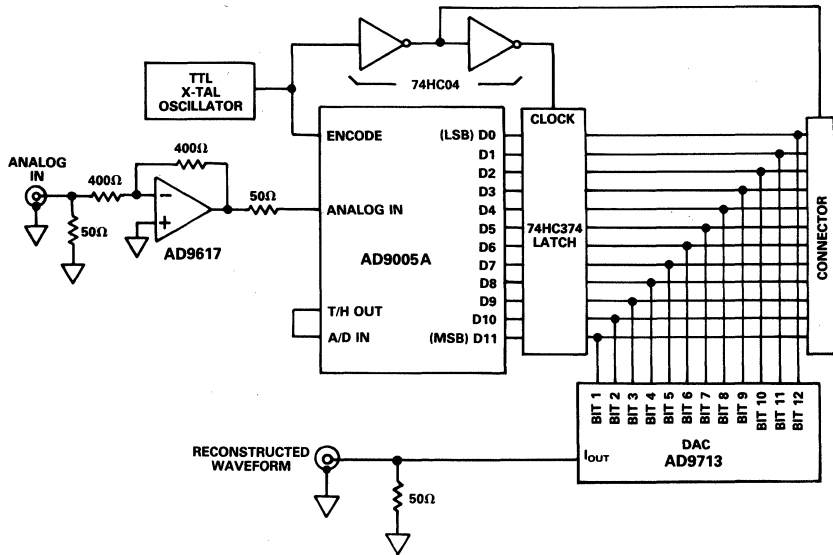 TTL
X-TAL
OSCILLATOR
74HC04
ANALOG
IN
400Ω
400Ω
50Ω
50Ω
AD9617
ENCODE
ANALOG IN
AD9005A
T/H OUT
A/D IN
(LSB) D0
D1
D2
D3
D4
D5
D6
D7
D8
D9
D10
(MSB) D11
CLOCK
74HC374
LATCH
CONNECTOR
BIT 1
BIT 2
BIT 3
BIT 4
BIT 5
BIT 6
BIT 7
BIT 8
BIT 9
BIT 10
BIT 11
BIT 12
DAC
AD9713
IOUT
RECONSTRUCTED
WAVEFORM
50Ω